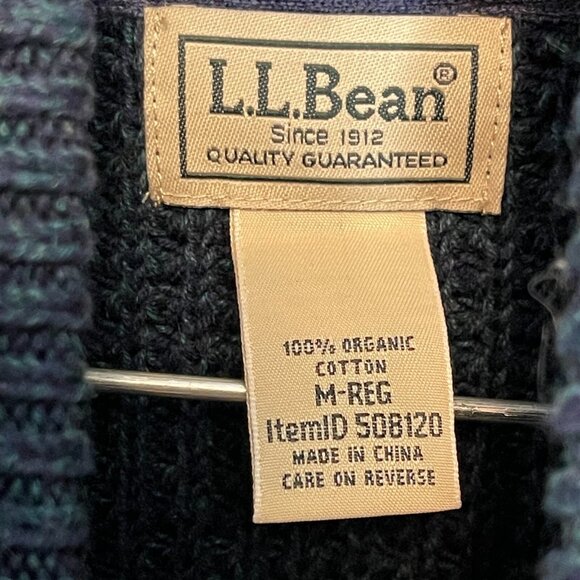 L.L.Bean®
Since 1912
QUALITY GUARANTEED
100% ORGANIC
COTTON
M-REG
ItemID 508120
MADE IN CHINA
CARE ON REVERSE